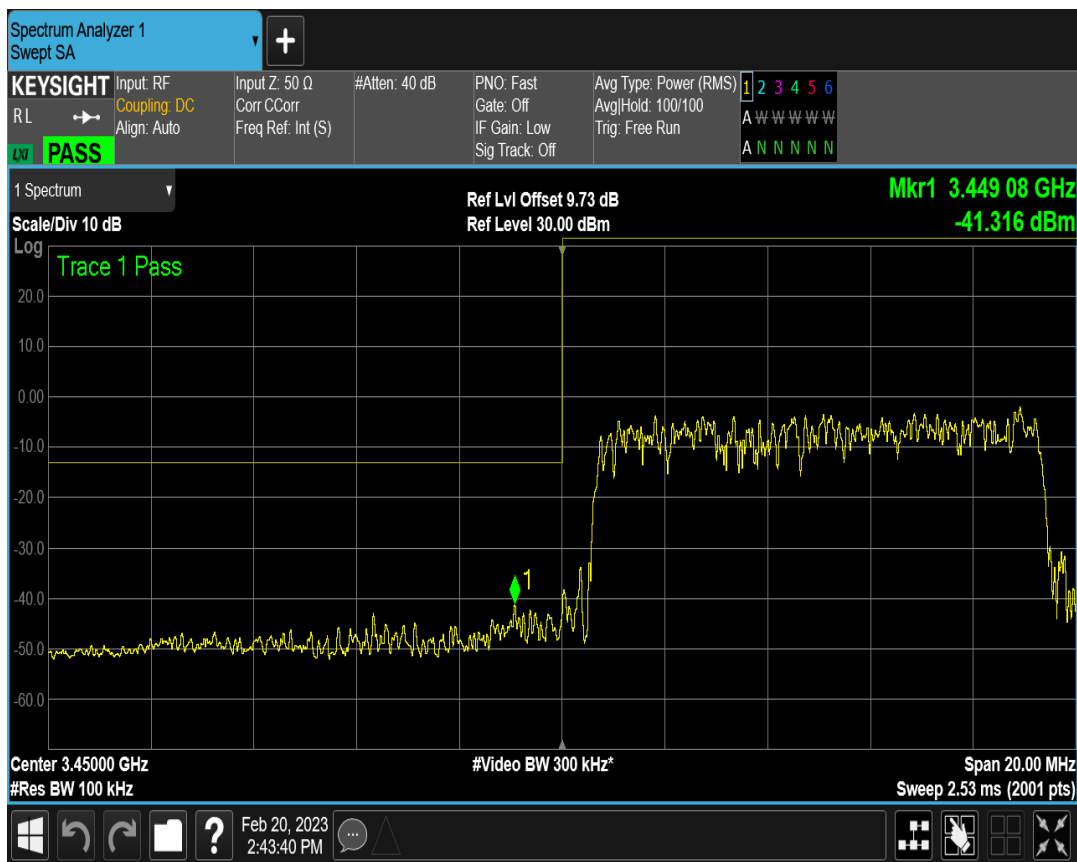 Spectrum Analyzer 1
Swept SA
+
KEYSIGHT
RL
LXI PASS
Input: RF
Coupling: DC
Align: Auto
Input Z: 50 Ω
Corr CCorr
Freq Ref: Int (S)
#Atten: 40 dB
PNO: Fast
Gate: Off
IF Gain: Low
Sig Track: Off
Avg Type: Power (RMS)
Avg|Hold: 100/100
Trig: Free Run
1 2 3 4 5 6
A W W W W W
A N N N N N
1 Spectrum
Scale/Div 10 dB
Ref Lvl Offset 9.73 dB
Ref Level 30.00 dBm
Mkr1 3.449 08 GHz
-41.316 dBm
Log
Trace 1 Pass
20.0
10.0
0.00
-10.0
-20.0
-30.0
1
-40.0
-50.0
-60.0
Center 3.45000 GHz
#Res BW 100 kHz
#Video BW 300 kHz*
Span 20.00 MHz
Sweep 2.53 ms (2001 pts)
?
Feb 20, 2023
2:43:40 PM